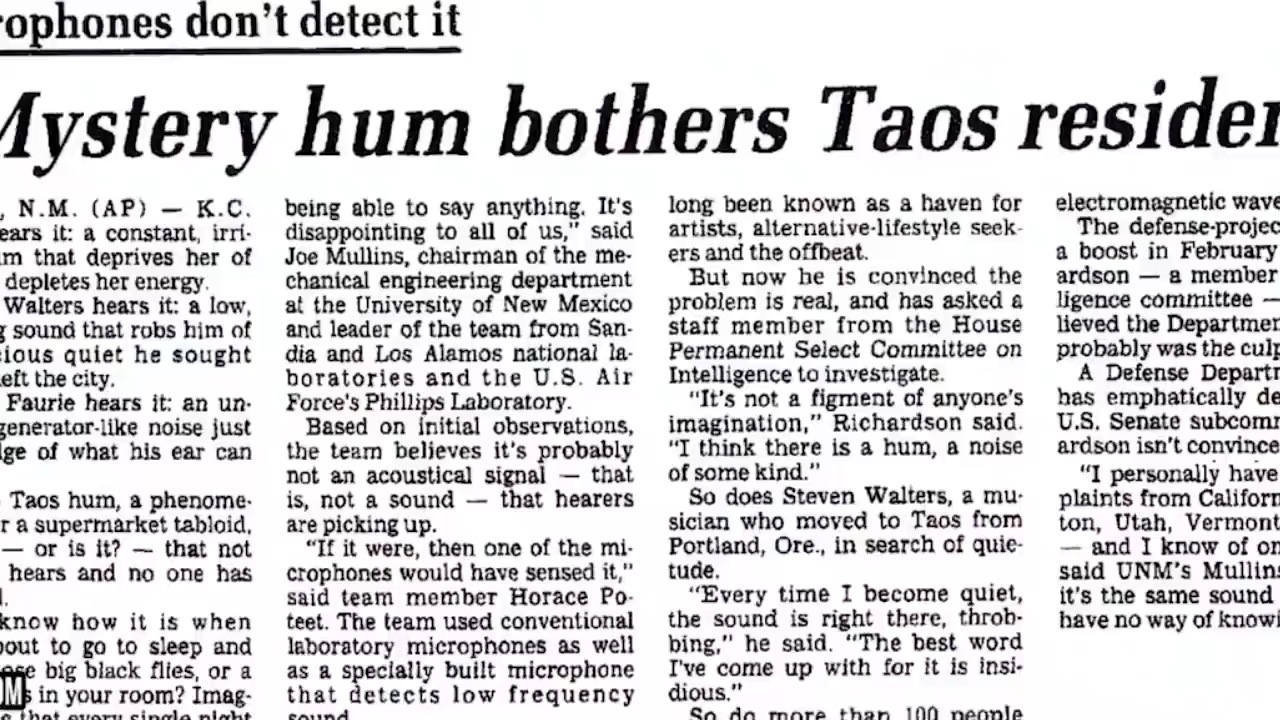 rophones don't detect it
Mystery hum bothers Taos residen
, N.M. (AP) — K.C.
ears it: a constant, irri-
m that deprives her of
depletes her energy.
Walters hears it: a low,
g sound that robs him of
cious quiet he sought
eft the city.
Faurie hears it: an un-
generator-like noise just
ge of what his ear can
Taos hum, a phenome-
r a supermarket tabloid,
— or is it? — that not
hears and no one has
know how it is when
out to go to sleep and
ose big black flies, or a
s in your room? Imag-
that every single night
being able to say anything. It's
disappointing to all of us," said
Joe Mullins, chairman of the me-
chanical engineering department
at the University of New Mexico
and leader of the team from San-
dia and Los Alamos national la-
boratories and the U.S. Air
Force's Phillips Laboratory.
Based on initial observations,
the team believes it's probably
not an acoustical signal — that
is, not a sound — that hearers
are picking up.
"If it were, then one of the mi-
crophones would have sensed it,"
said team member Horace Po-
teet. The team used conventional
laboratory microphones as well
as a specially built microphone
that detects low frequency
sound.
long been known as a haven for
artists, alternative-lifestyle seek-
ers and the offbeat.
But now he is convinced the
problem is real, and has asked a
staff member from the House
Permanent Select Committee on
Intelligence to investigate.
"It's not a figment of anyone's
imagination," Richardson said.
"I think there is a hum, a noise
of some kind."
So does Steven Walters, a mu-
sician who moved to Taos from
Portland, Ore., in search of quie-
tude.
"Every time I become quiet,
the sound is right there, throb-
bing," he said. "The best word
I've come up with for it is insi-
dious."
So do more than 100 people
electromagnetic wave
The defense-projec
a boost in February
ardson — a member
ligence committee —
lieved the Departmen
probably was the culp
A Defense Departm
has emphatically de
U.S. Senate subcomm
ardson isn't convince
"I personally have
plaints from Californ
ton, Utah, Vermont
— and I know of on
said UNM's Mullins
it's the same sound
have no way of knowi